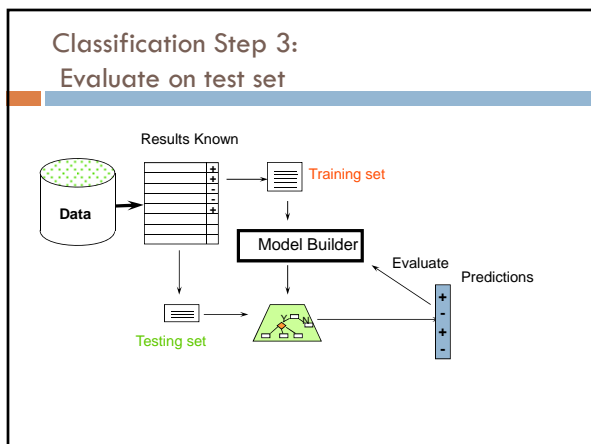 Classification Step 3:
Evaluate on test set
Results Known
+
+
-
-
+
Training set
Data
Model Builder
Evaluate
Predictions
+
-
+
-
Y N
Testing set